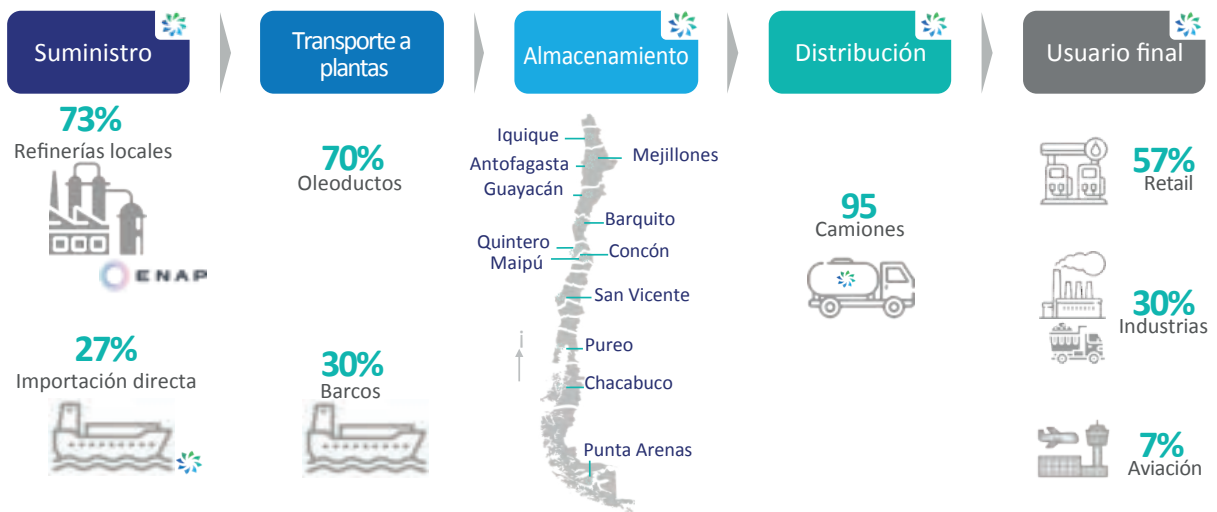 Suministro
Transporte a
plantas
Almacenamiento
Distribución
Usuario final
73%
Refinerías locales
ENAP
27%
Importación directa
70%
Oleoductos
30%
Barcos
Iquique
Mejillones
Antofagasta
Guayacán
Barquito
Quintero
Concón
Maipú
San Vicente
i
Pureo
Chacabuco
Punta Arenas
95
Camiones
57%
Retail
30%
Industrias
7%
Aviación